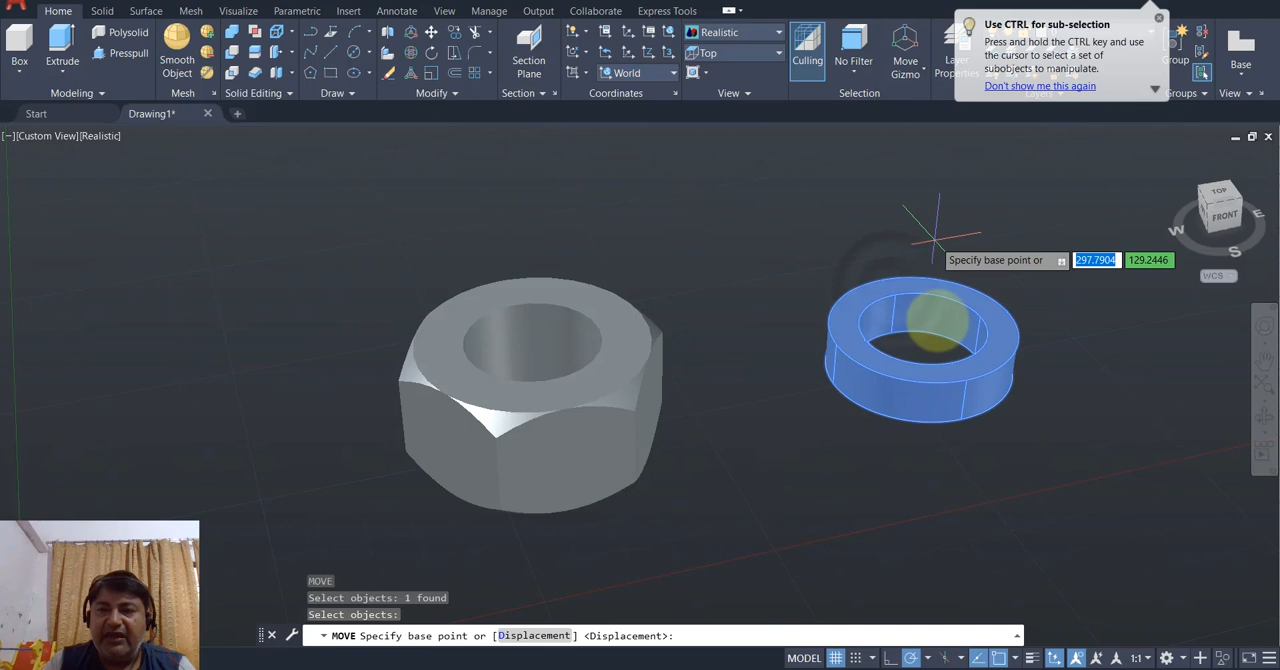 Home Solid Surface Mesh Visualize Parametric Insert Annotate View Manage Output Collaborate Express Tools
Use CTRL for sub-selection
Press and hold the CTRL key and use
the cursor to select a set of
subobjects to manipulate.
Don't show me this again
Polysolid
Presspull
Box
Extrude
Smooth
Object
Section
Plane
Realistic
Top
World
Culling
No Filter
Move
Gizmo
Layer
Properties
Group
Base
Modeling
Mesh
Solid Editing
Draw
Modify
Section
Coordinates
View
Selection
Groups
View
Start
Drawing1*
[−][Custom View][Realistic]
TOP
FRONT
W
E
S
WCS
Specify base point or
297.7904
129.2446
MOVE
Select objects: 1 found
Select objects:
MOVE Specify base point or [Displacement] <Displacement>:
MODEL
1:1